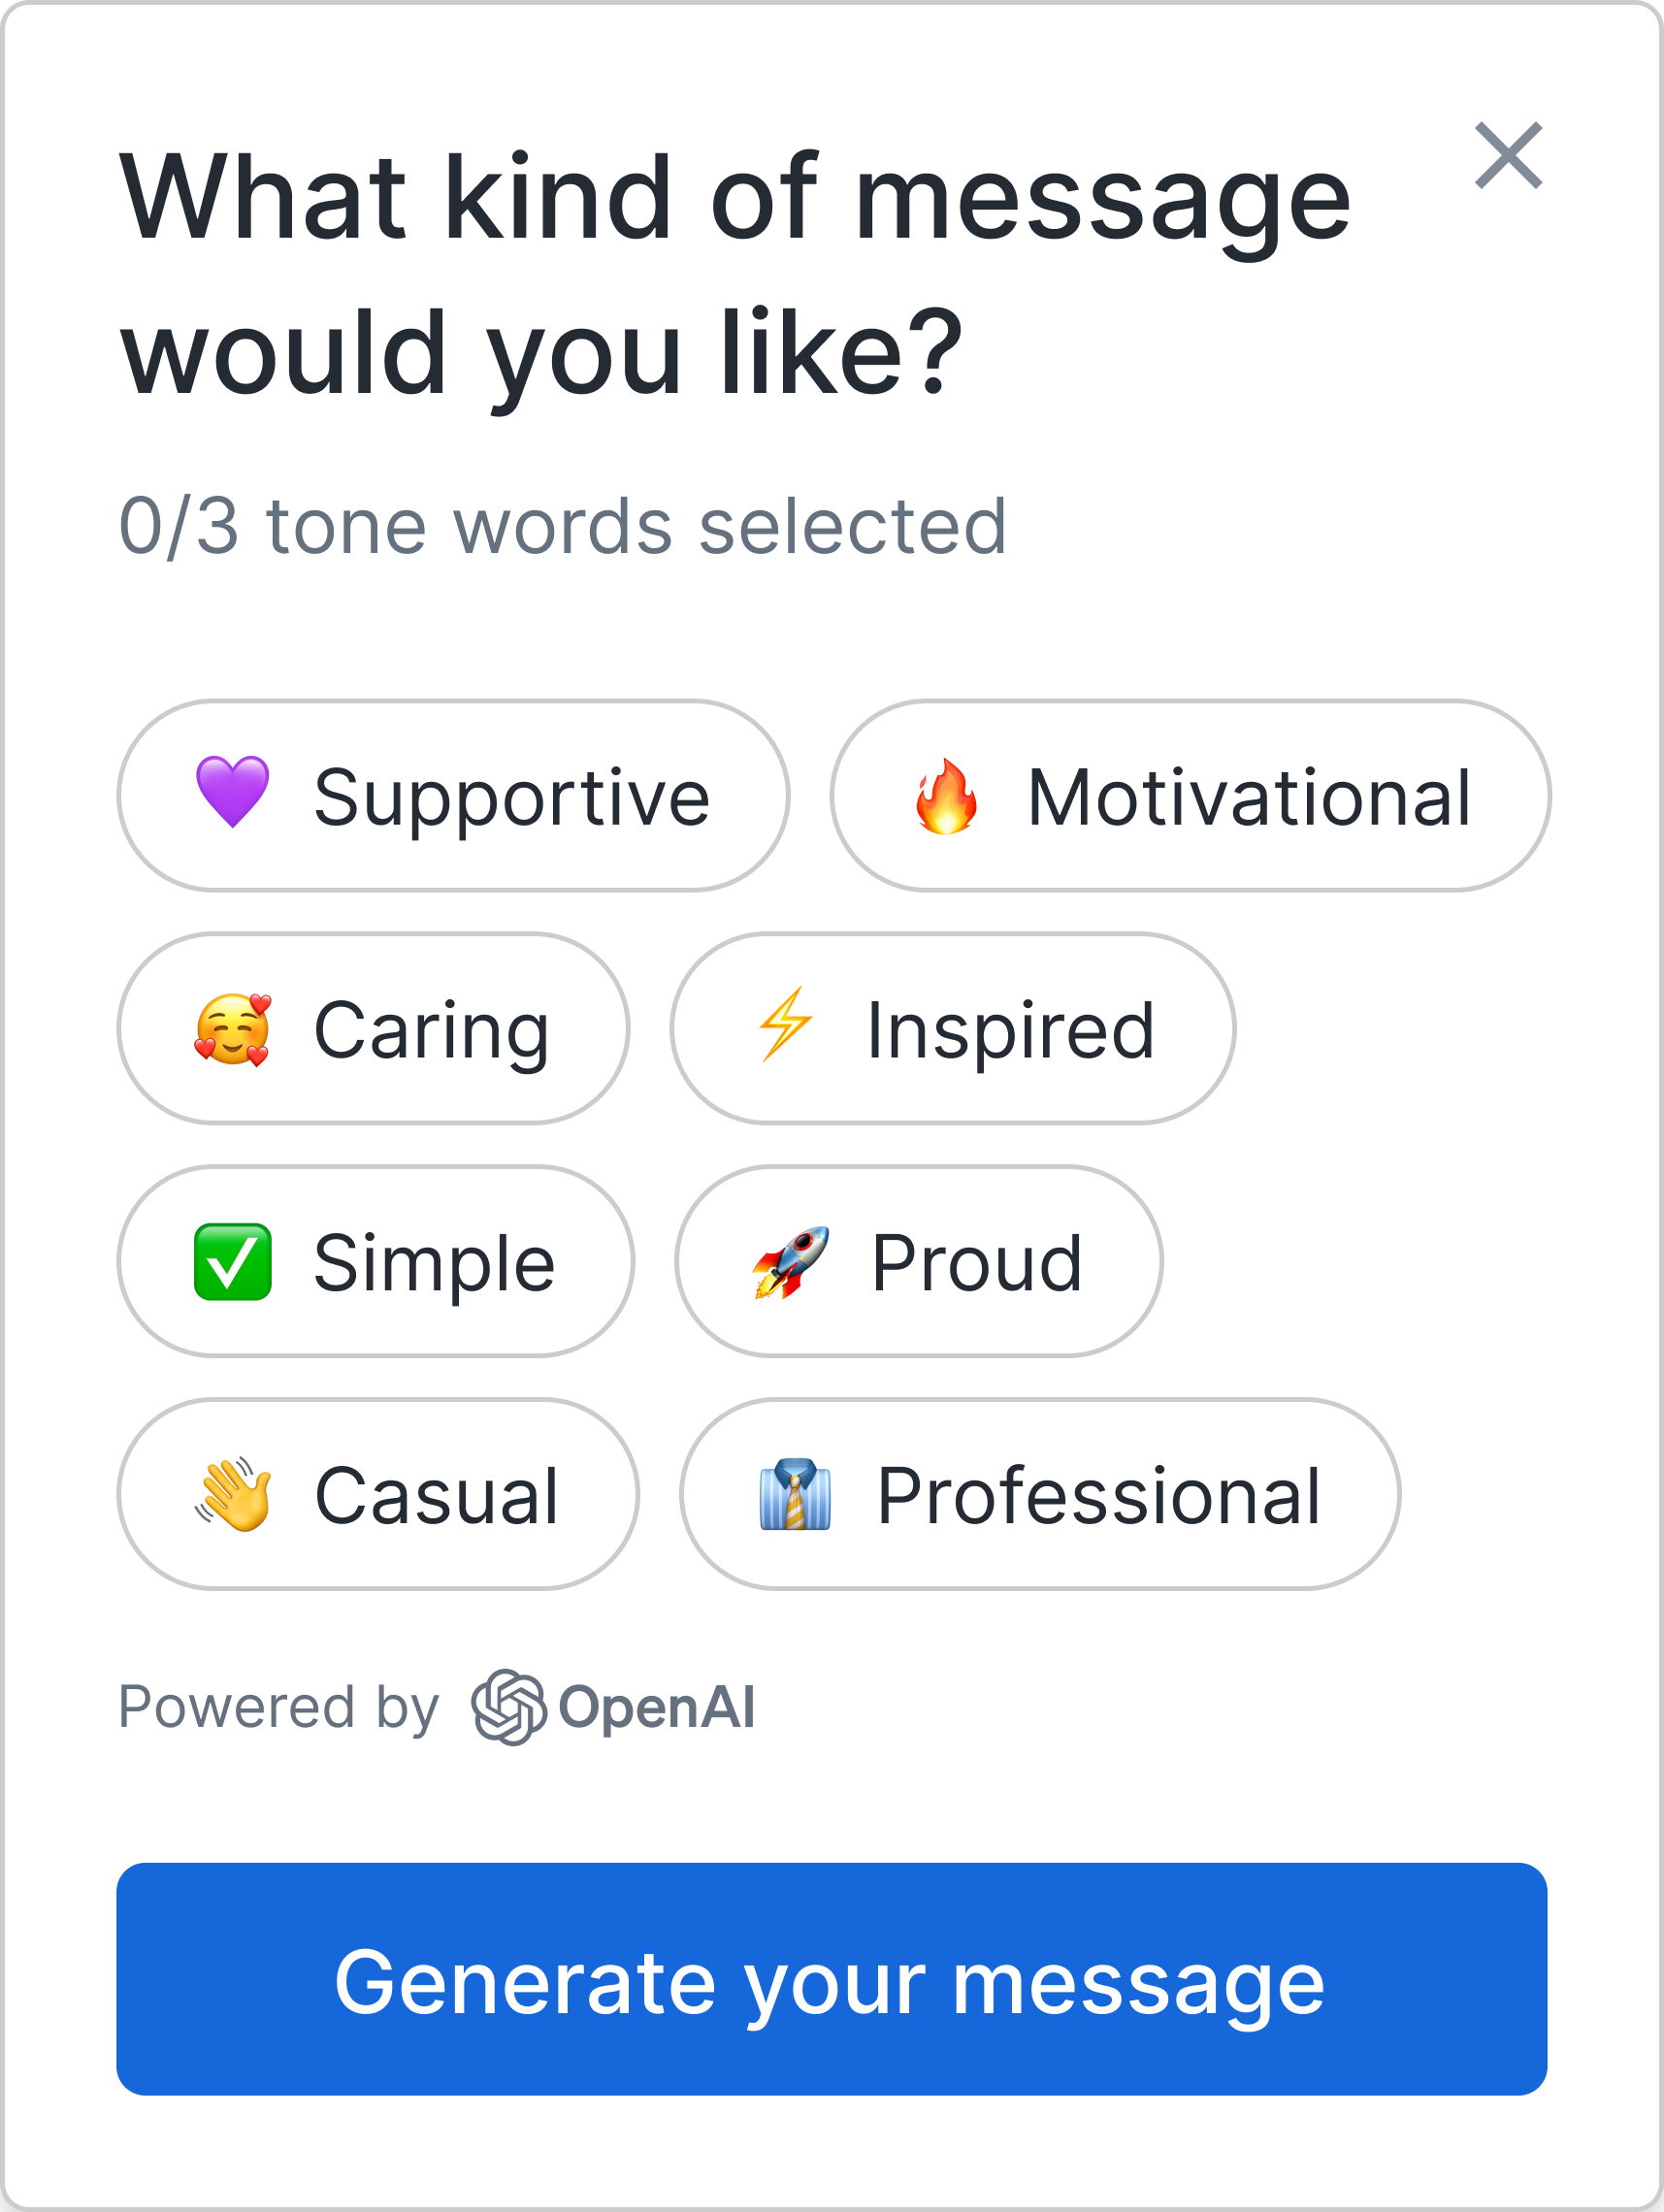 What kind of message
would you like?
0/3 tone words selected
💜 Supportive 🔥 Motivational
🥰 Caring ⚡ Inspired
✅ Simple 🚀 Proud
👋 Casual 👔 Professional
Powered by OpenAI
Generate your message